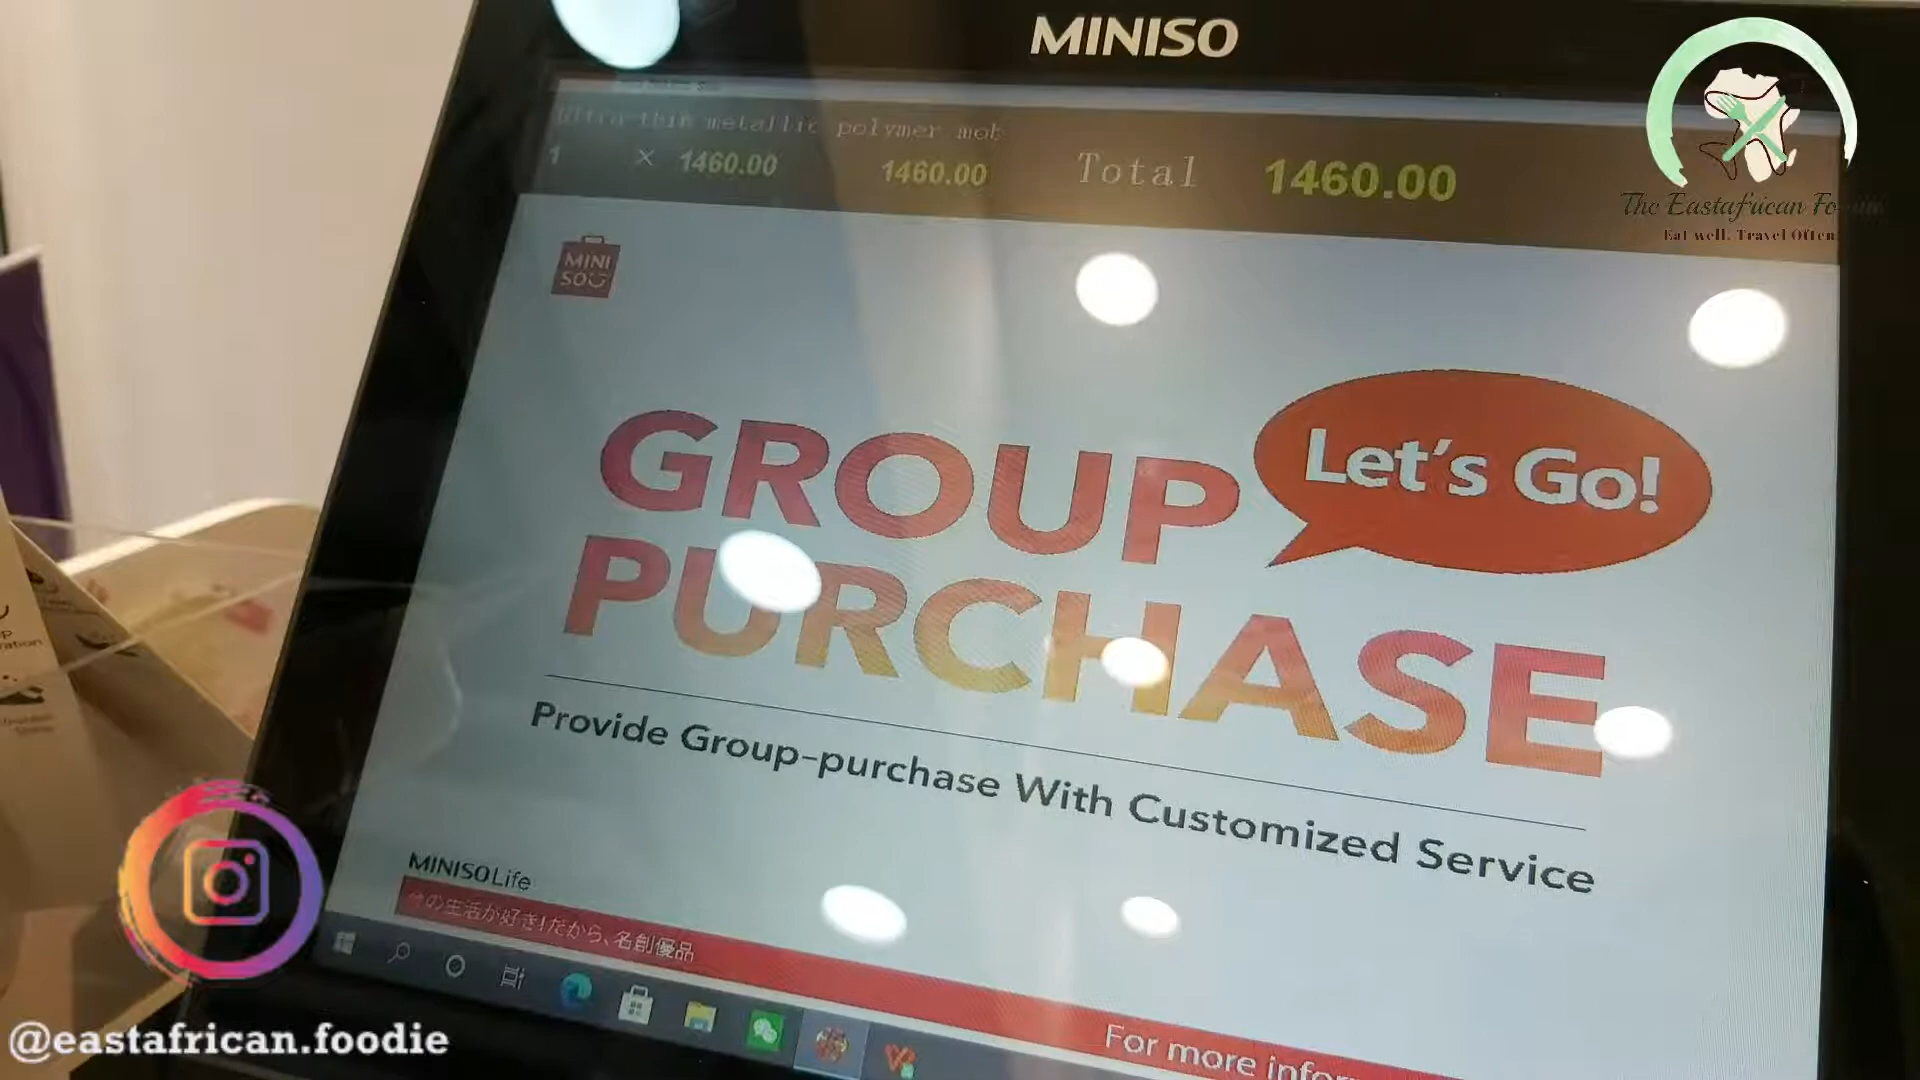 MINISO
Ultra-thin metallic polymer mob
1 × 1460.00 1460.00 Total 1460.00
The Eastafrican Foodie
Eat well. Travel Often.
MINI
SO
GROUP
Let's Go!
PURCHASE
Provide Group-purchase With Customized Service
MINISOLife
の生活が好き!だから、名創優品
For more infor
@eastafrican.foodie